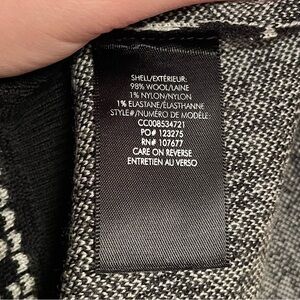 SHELL/EXTÉRIEUR:
98% WOOL/LAINE
1% NYLON/NYLON
1% ELASTANE/ÉLASTHANNE
STYLE#/NUMÉRO DE MODÈLE:
CC008534721
PO# 123275
RN# 107677
CARE ON REVERSE
ENTRETIEN AU VERSO